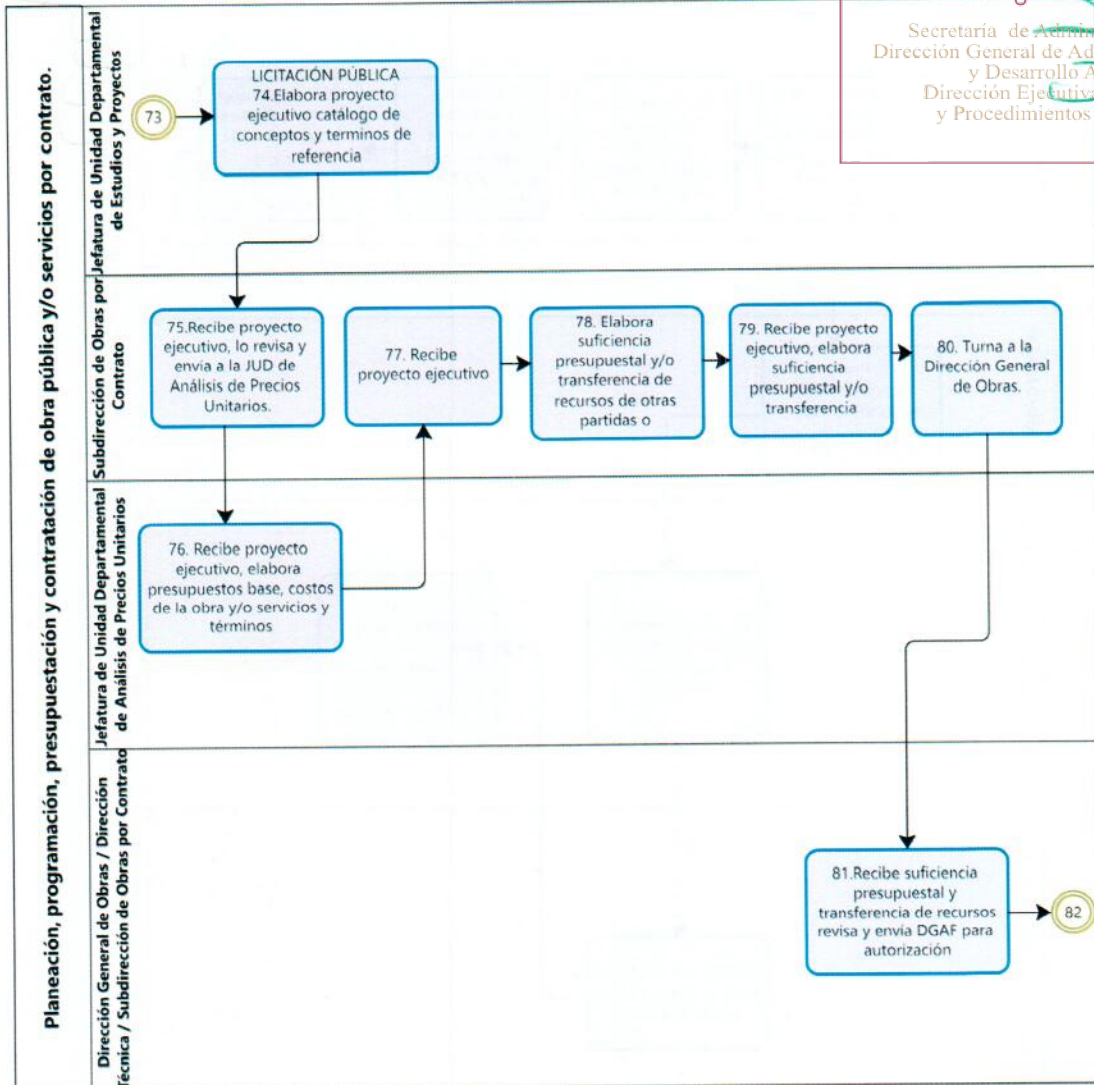 Secretaría de
Dirección General de
y Desarrollo
Dirección Ejecutiva
y Procedimientos
Planeación, programación, presupuestación y contratación de obra pública y/o servicios por contrato.
Jefatura de Unidad Departamental
de Estudios y Proyectos
73
LICITACIÓN PÚBLICA
74.Elabora proyecto
ejecutivo catálogo de
conceptos y terminos de
referencia
Subdirección de Obras por
Contrato
75.Recibe proyecto
ejecutivo, lo revisa y
envía a la JUD de
Análisis de Precios
Unitarios.
77. Recibe
proyecto ejecutivo
78. Elabora
suficiencia
presupuestal y/o
transferencia de
recursos de otras
partidas o
79. Recibe proyecto
ejecutivo, elabora
suficiencia
presupuestal y/o
transferencia
80. Turna a la
Dirección General
de Obras.
Jefatura de Unidad Departamental
de Análisis de Precios Unitarios
76. Recibe proyecto
ejecutivo, elabora
presupuestos base, costos
de la obra y/o servicios y
términos
Dirección General de Obras / Dirección
Técnica / Subdirección de Obras por Contrato
81.Recibe suficiencia
presupuestal y
transferencia de recursos
revisa y envía DGAF para
autorización
82